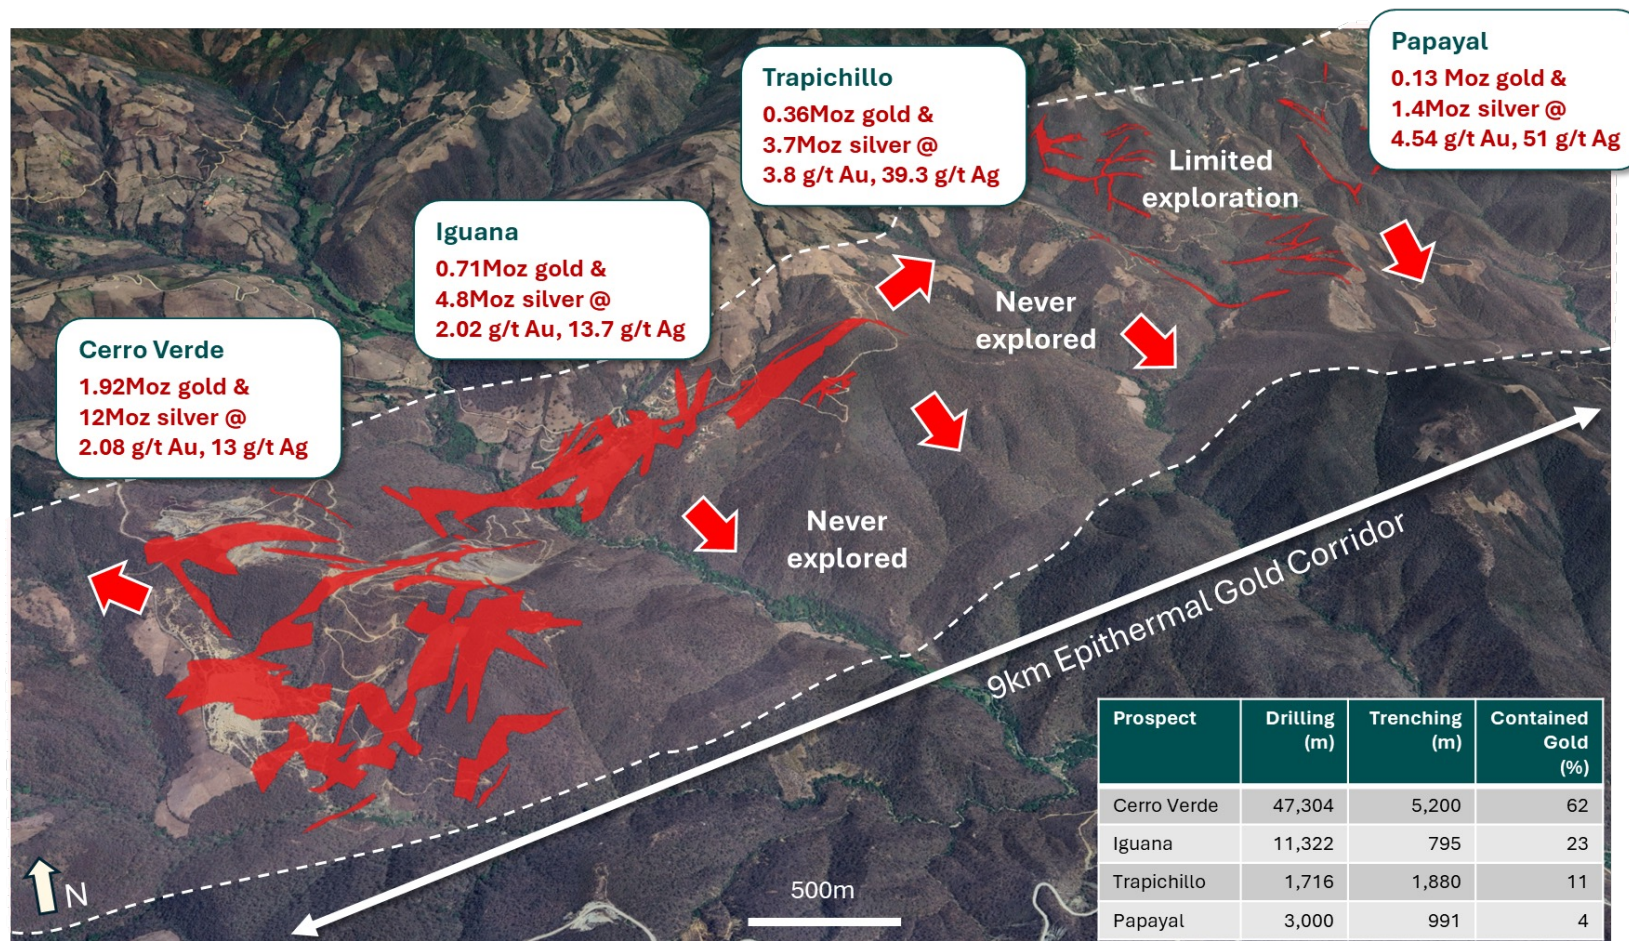 Papayal
0.13 Moz gold &
1.4Moz silver @
4.54 g/t Au, 51 g/t Ag
Trapichillo
0.36Moz gold &
3.7Moz silver @
3.8 g/t Au, 39.3 g/t Ag
Limited
exploration
Iguana
0.71Moz gold &
4.8Moz silver @
2.02 g/t Au, 13.7 g/t Ag
Never
explored
Cerro Verde
1.92Moz gold &
12Moz silver @
2.08 g/t Au, 13 g/t Ag
Never
explored
9km Epithermal Gold Corridor
N
500m
Prospect Drilling (m) Trenching (m) Contained Gold (%)
Cerro Verde 47,304 5,200 62
Iguana 11,322 795 23
Trapichillo 1,716 1,880 11
Papayal 3,000 991 4